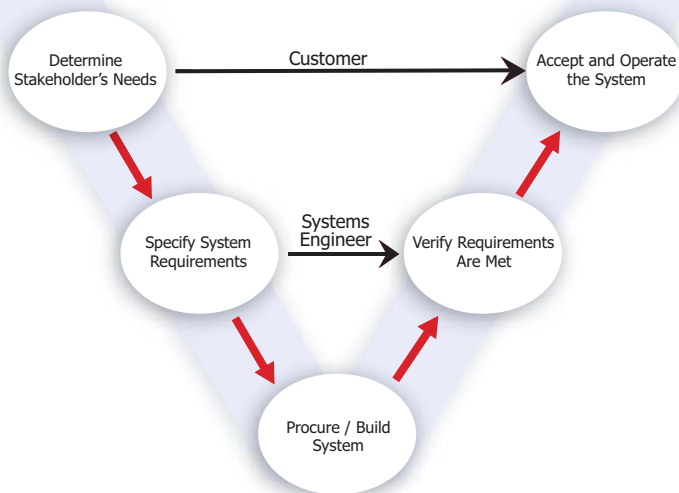 Determine
Stakeholder’s Needs
Customer
Accept and Operate
the System
Specify System
Requirements
Systems
Engineer
Verify Requirements
Are Met
Procure / Build
System